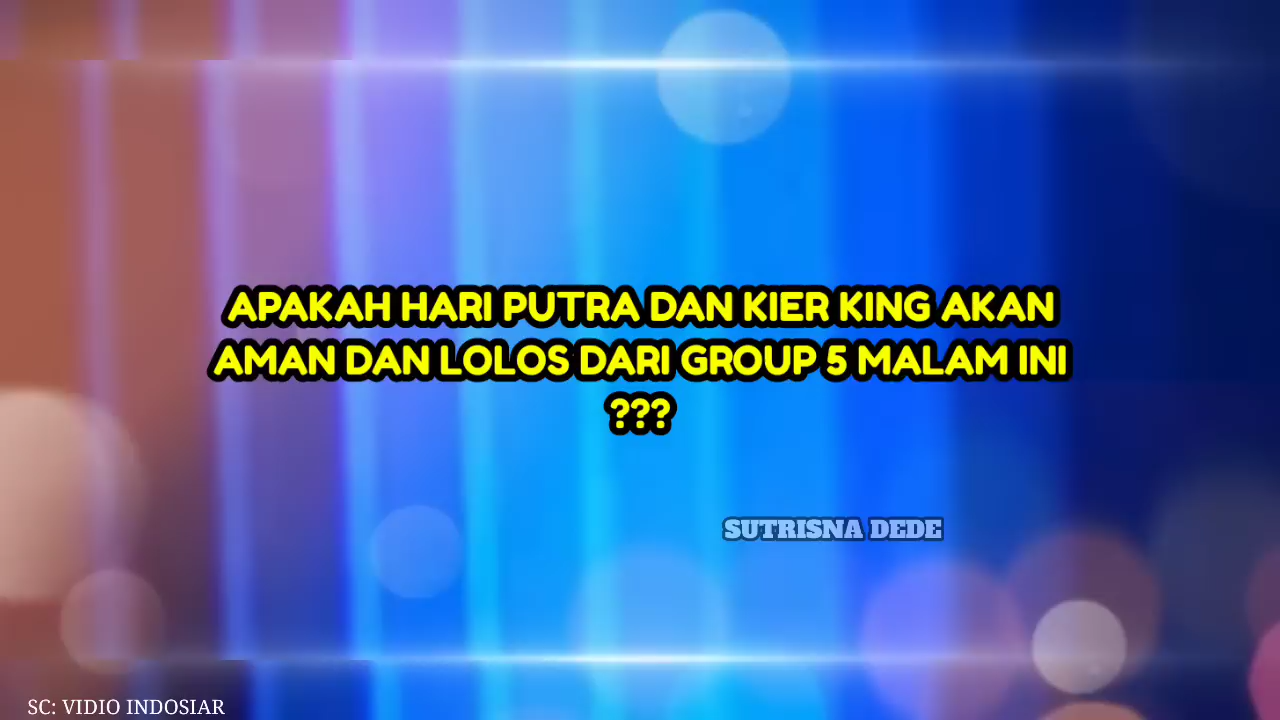 APAKAH HARI PUTRA DAN KIER KING AKAN
AMAN DAN LOLOS DARI GROUP 5 MALAM INI
???
SUTRISNA DEDE
SC: VIDIO INDOSIAR